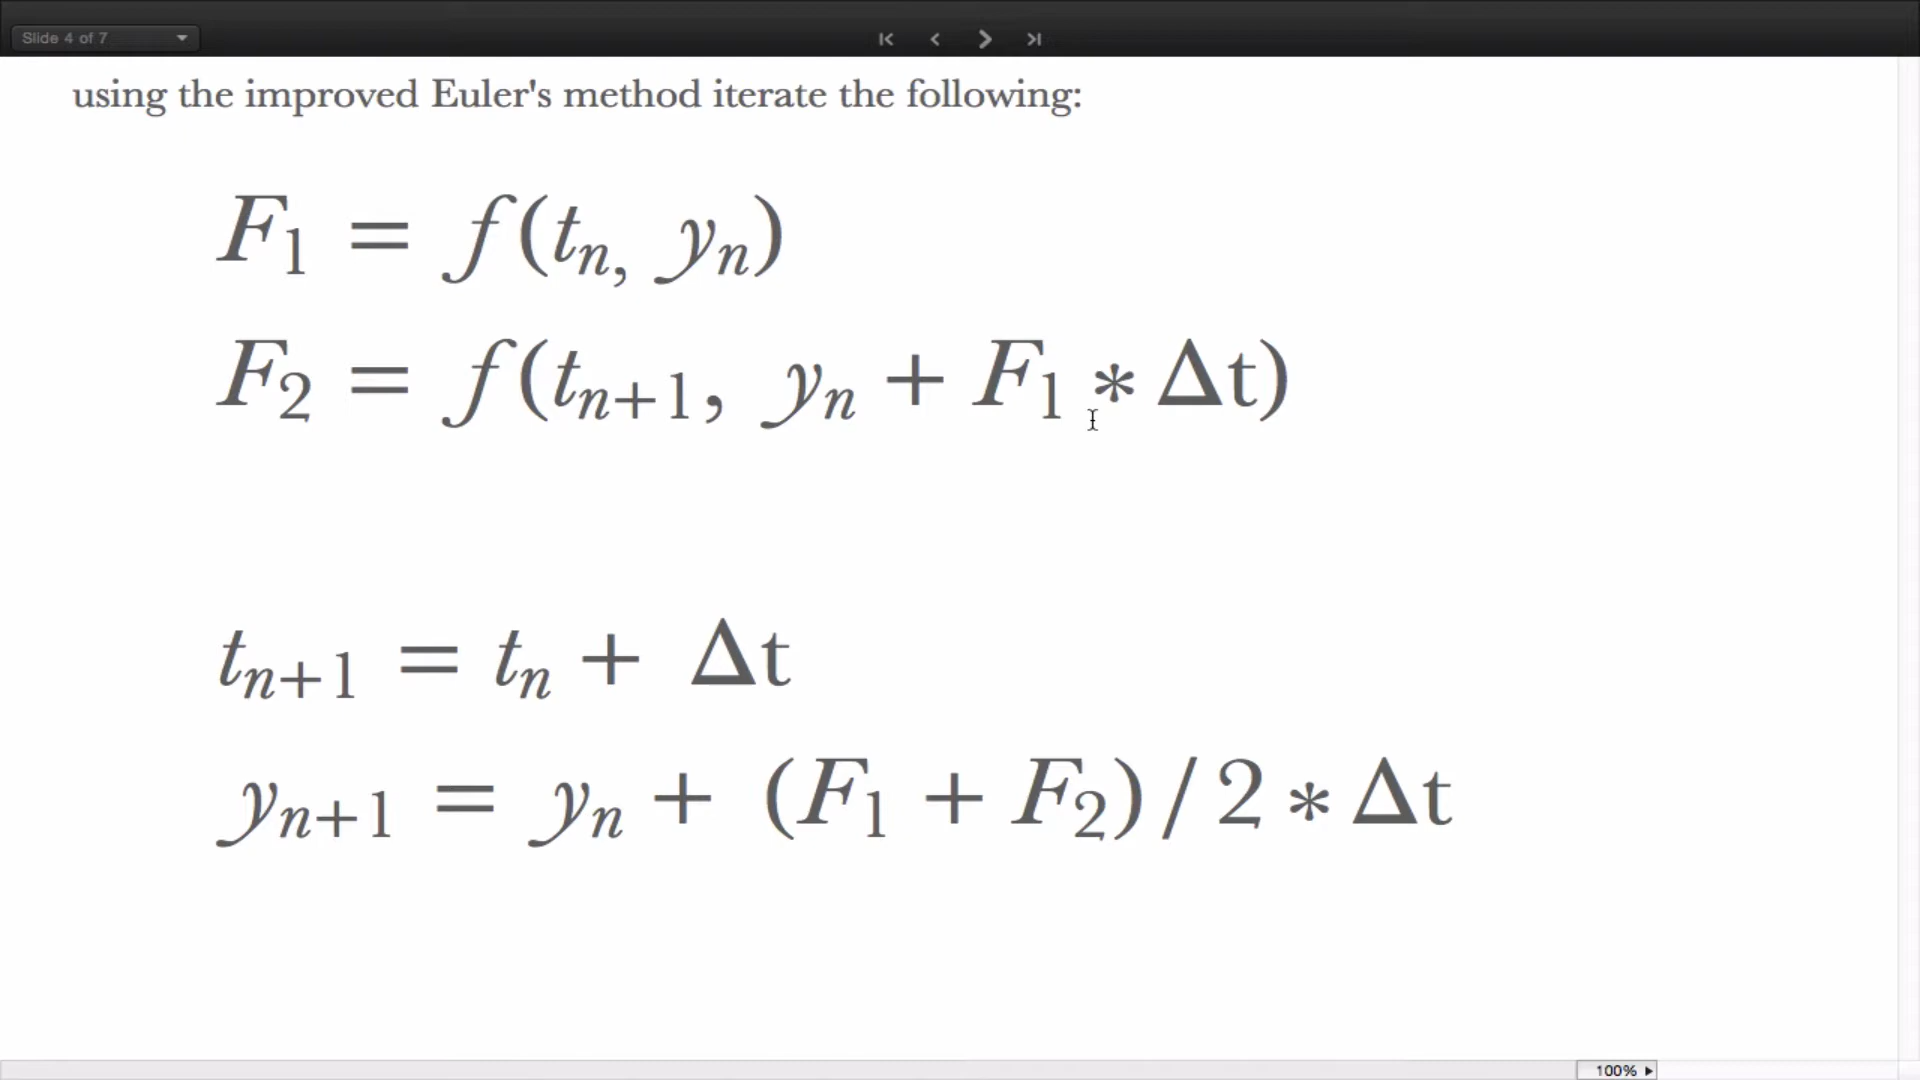 Slide 4 of 7
using the improved Euler's method iterate the following:
F₁ = f(tₙ, yₙ)
F₂ = f(tₙ₊₁, yₙ + F₁ * Δt)
tₙ₊₁ = tₙ + Δt
yₙ₊₁ = yₙ + (F₁ + F₂) / 2 * Δt
100%